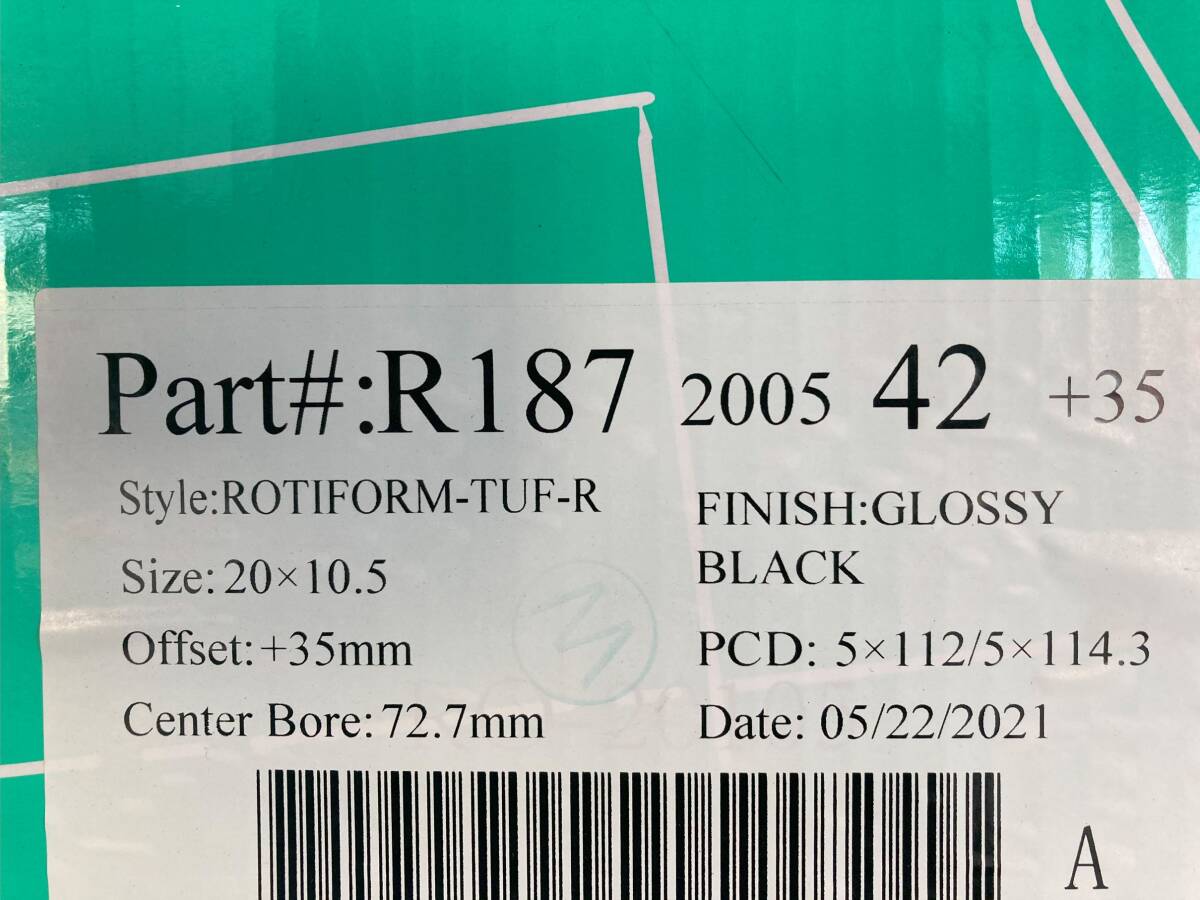 Part#:R187 2005 42 +35
Style:ROTIFORM-TUF-R
FINISH:GLOSSY
BLACK
Size: 20×10.5
Offset: +35mm
PCD: 5×112/5×114.3
Center Bore: 72.7mm
Date: 05/22/2021
A